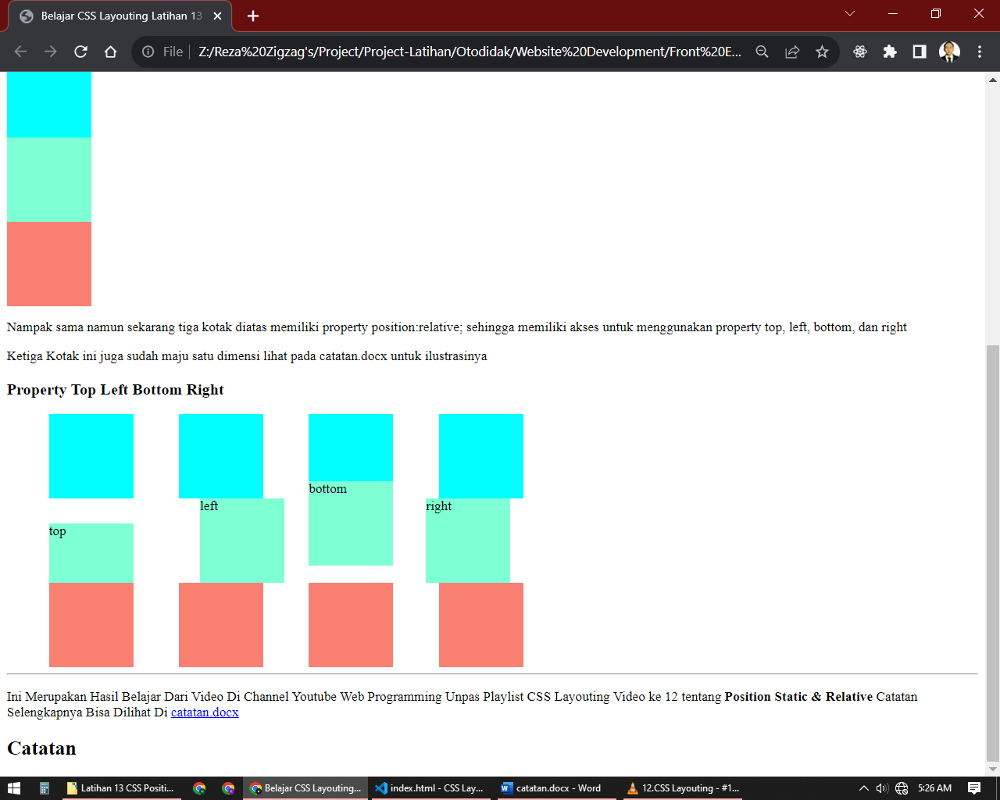 Belajar CSS Layouting Latihan 13
File
Z:/Reza%20Zigzag's/Project/Project-Latihan/Otodidak/Website%20Development/Front%20E...
Nampak sama namun sekarang tiga kotak diatas memiliki property position:relative; sehingga memiliki akses untuk menggunakan property top, left, bottom, dan right
Ketiga Kotak ini juga sudah maju satu dimensi lihat pada catatan.docx untuk ilustrasinya
Property Top Left Bottom Right
bottom
left
right
top
Ini Merupakan Hasil Belajar Dari Video Di Channel Youtube Web Programming Unpas Playlist CSS Layouting Video ke 12 tentang Position Static & Relative Catatan
Selengkapnya Bisa Dilihat Di catatan.docx
Catatan
Latihan 13 CSS Positi...
Belajar CSS Layouting...
index.html - CSS Lay...
catatan.docx - Word
12.CSS Layouting - #1...
5:26 AM